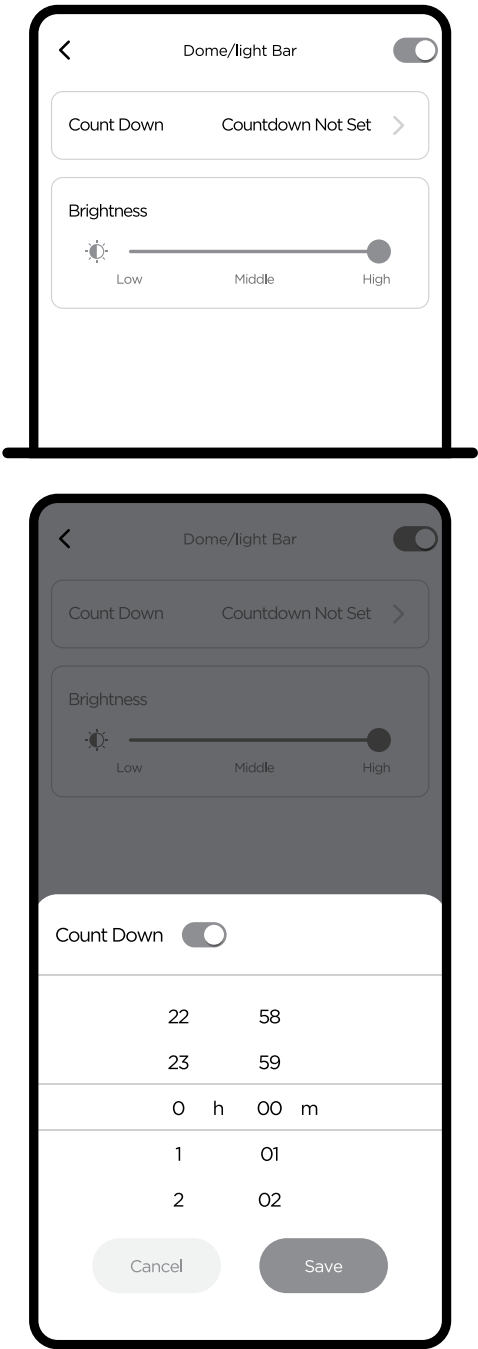 Dome/light Bar
Count Down Countdown Not Set
Brightness
Low Middle High
Dome/light Bar
Count Down Countdown Not Set
Brightness
Low Middle High
Count Down
22 58
23 59
0 h 00 m
1 01
2 02
Cancel Save